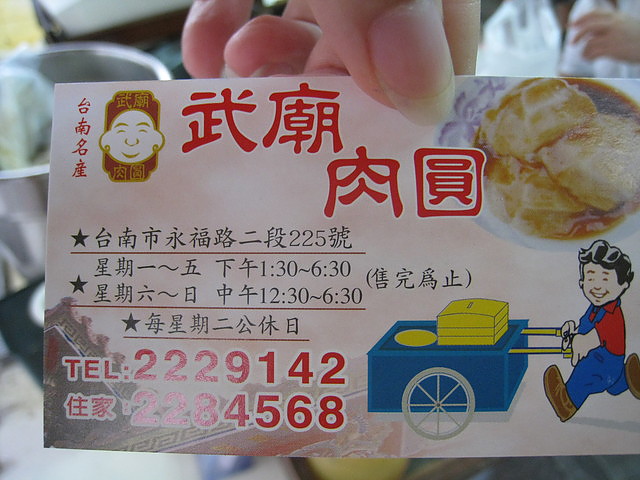 台南名產
武廟
肉圓
武廟
肉圓
★台南市永福路二段225號
★星期一～五 下午1:30~6:30
星期六～日 中午12:30~6:30
(售完爲止)
★每星期二公休日
TEL:2229142
住家:2284568